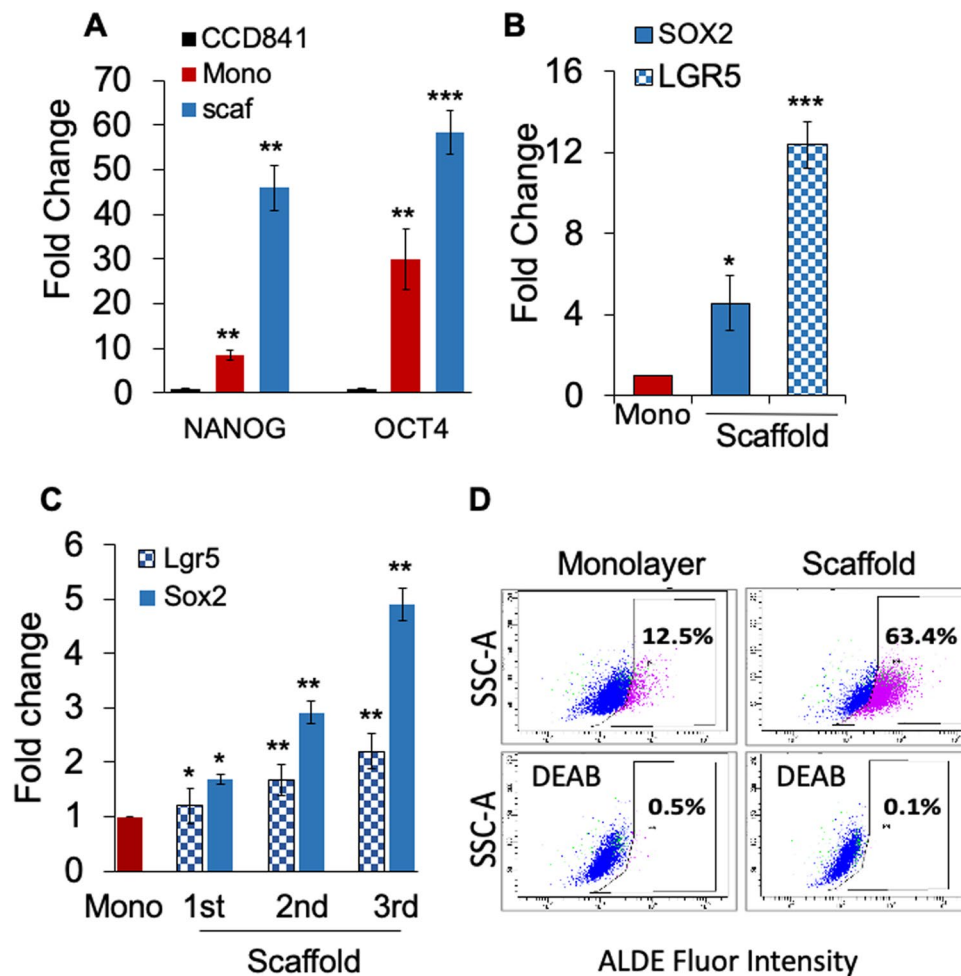 A
CCD841
Mono
scaf
Fold Change
70
60
50
40
30
20
10
0
**
**
**
***
NANOG
OCT4
B
SOX2
LGR5
Fold Change
16
12
8
4
0
*
***
Mono
Scaffold
C
Lgr5
Sox2
Fold change
6
5
4
3
2
1
0
*
*
**
**
**
**
Mono 1st 2nd 3rd
Scaffold
D
Monolayer Scaffold
SSC-A
12.5%
63.4%
SSC-A
DEAB
0.5%
DEAB
0.1%
ALDE Fluor Intensity